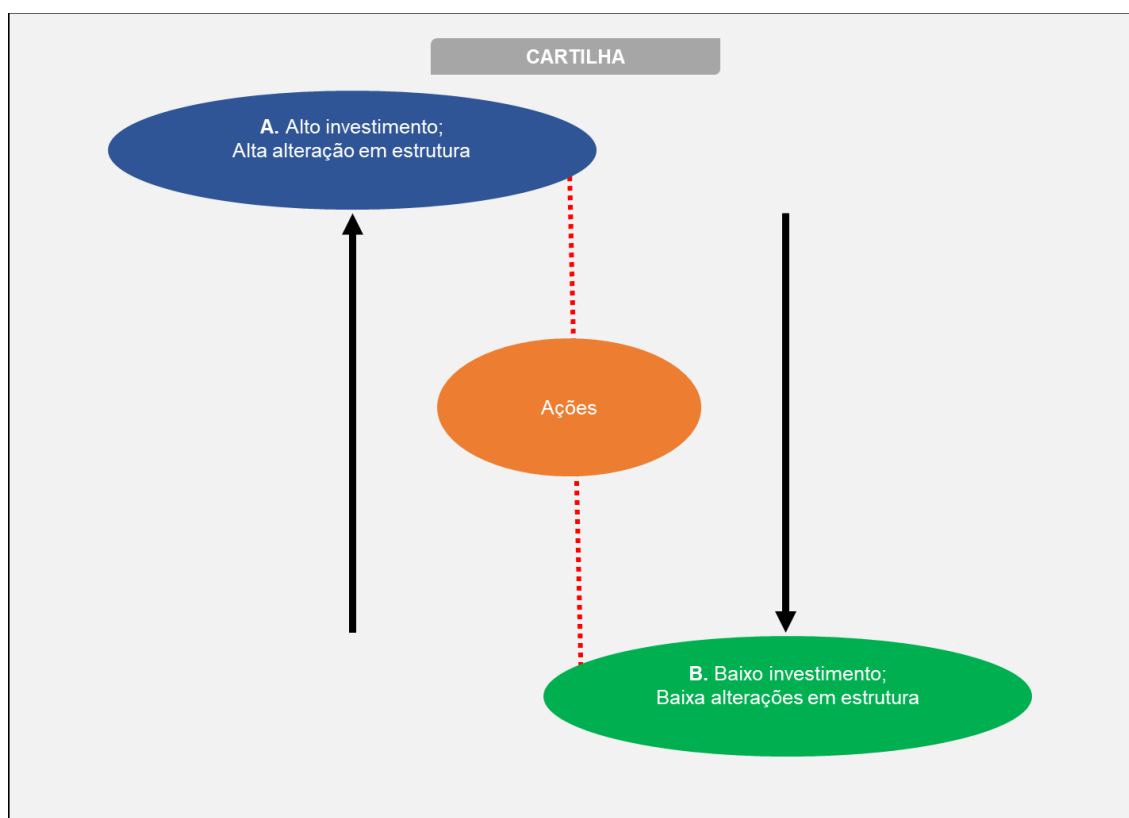 CARTILHA
A. Alto investimento;
Alta alteração em estrutura
Ações
B. Baixo investimento;
Baixa alterações em estrutura